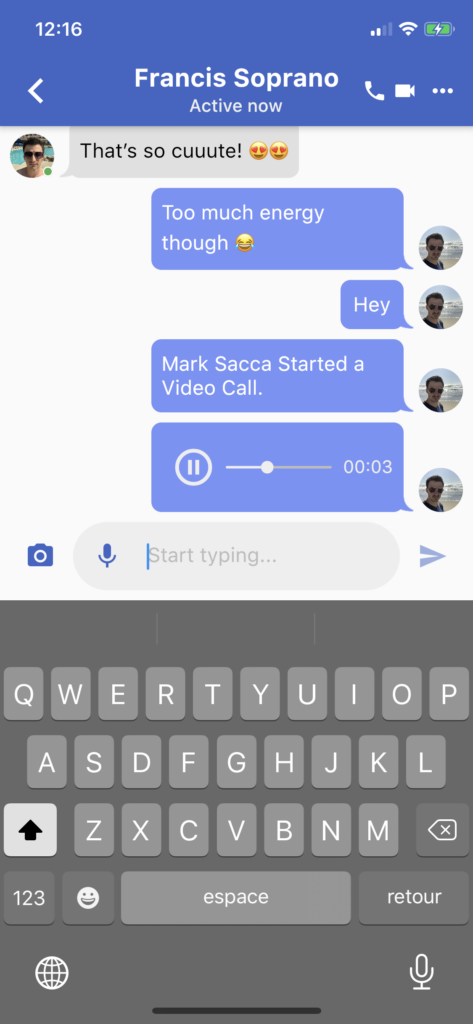 12:16
Francis Soprano
Active now
That’s so cuuute! 😍😍
Too much energy
though 😂
Hey
Mark Sacca Started a
Video Call.
00:03
Start typing...
Q W E R T Y U I O P
A S D F G H J K L
Z X C V B N M
123 espace retour